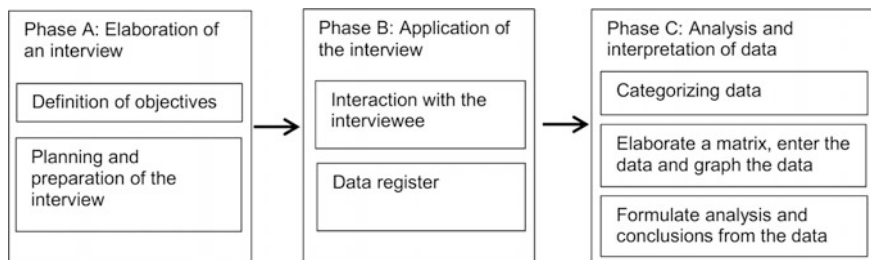 Phase A: Elaboration of
an interview
Definition of objectives
Planning and
preparation of the
interview
Phase B: Application of
the interview
Interaction with the
interviewee
Data register
Phase C: Analysis and
interpretation of data
Categorizing data
Elaborate a matrix, enter the
data and graph the data
Formulate analysis and
conclusions from the data